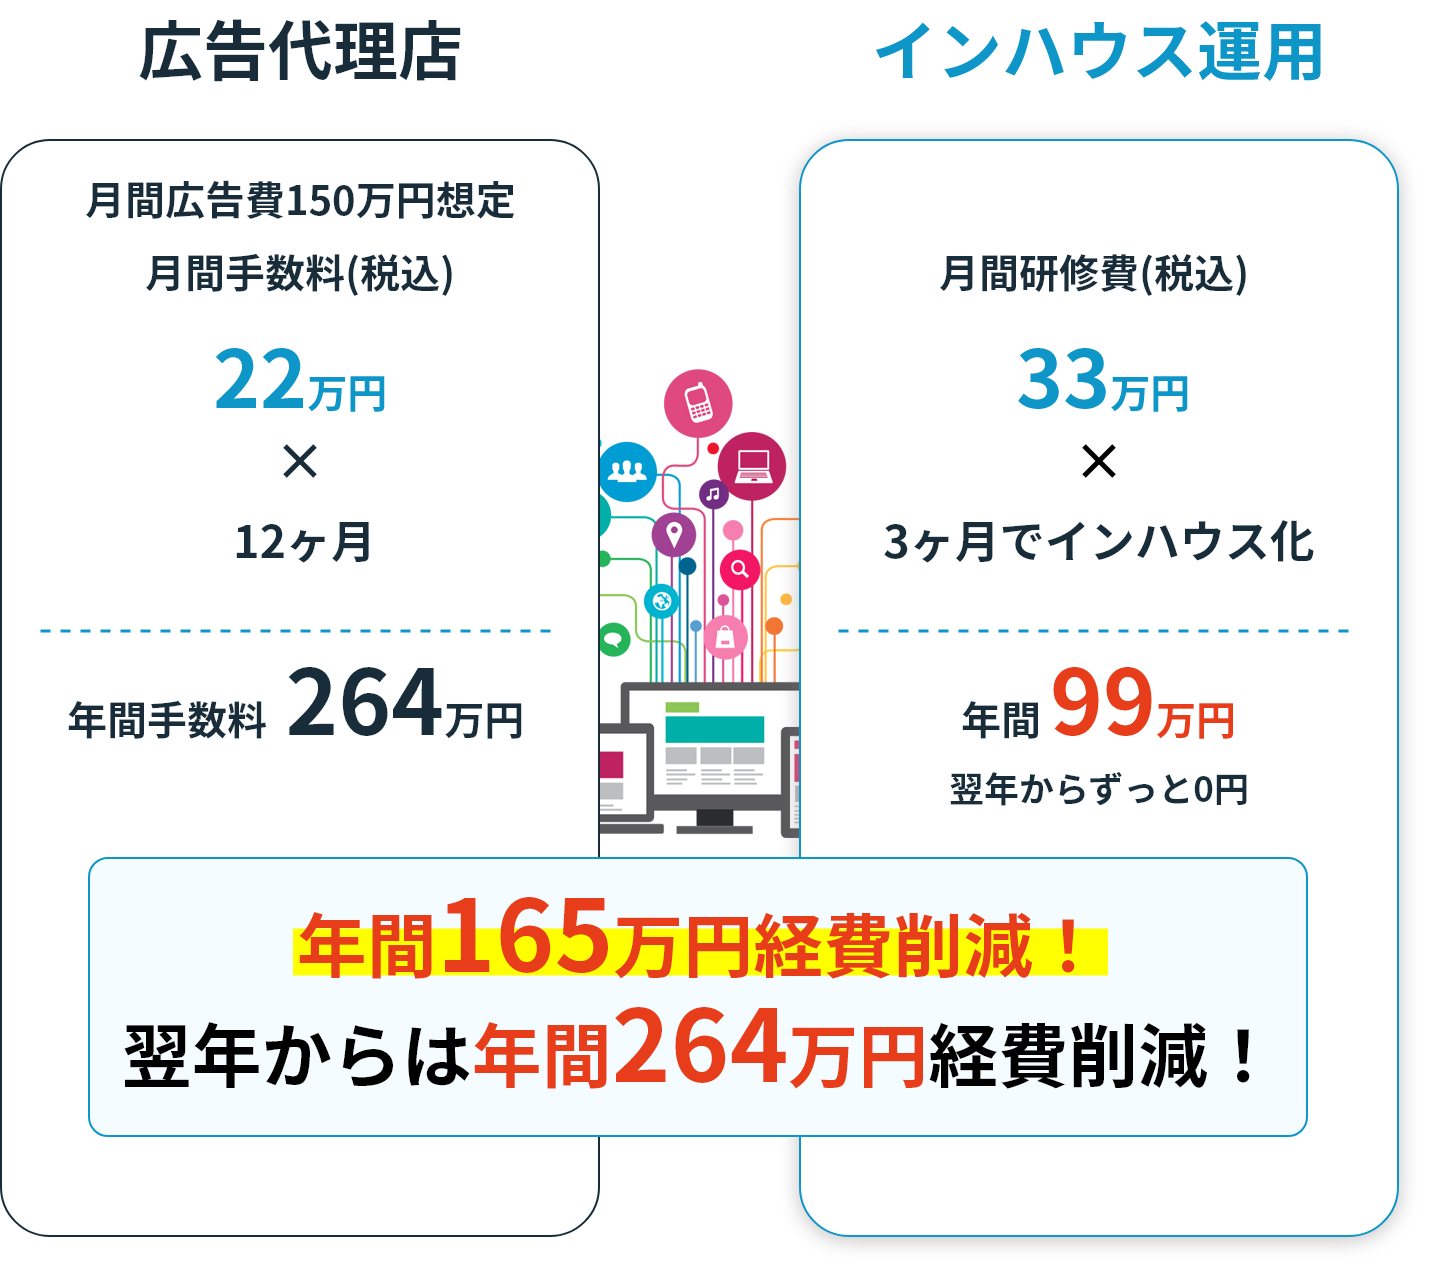 広告代理店
月間広告費150万円想定
月間手数料(税込)
22万円
×
12ヶ月
年間手数料 264万円
インハウス運用
月間研修費(税込)
33万円
×
3ヶ月でインハウス化
年間 99万円
翌年からずっと0円
年間165万円経費削減！
翌年からは年間264万円経費削減！